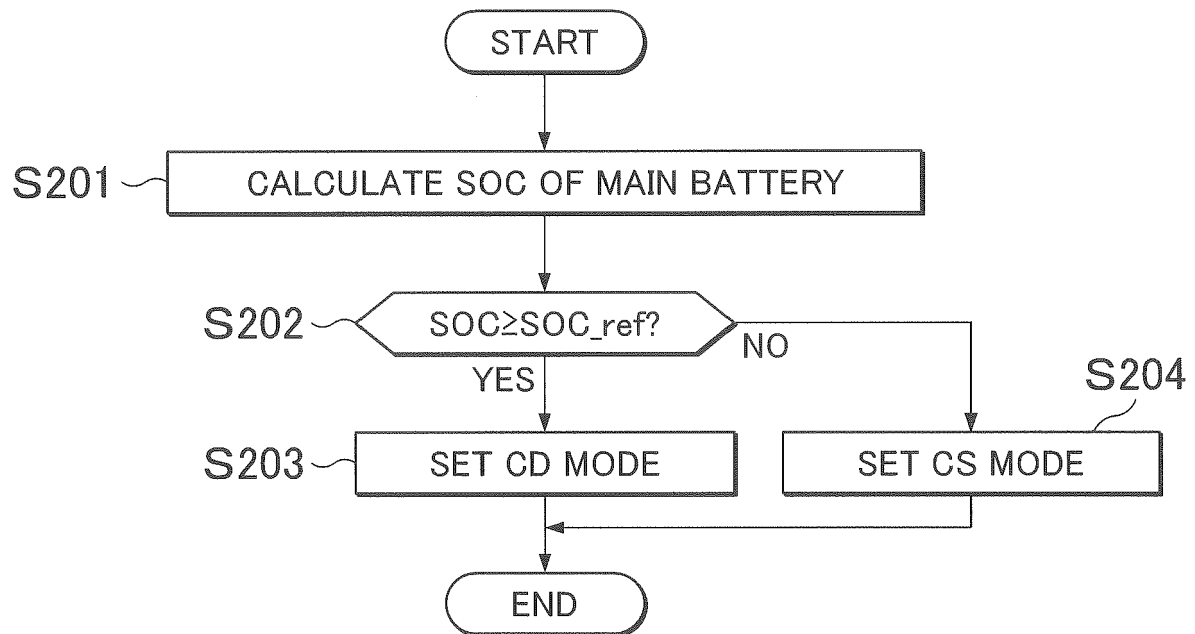 START
S201
CALCULATE SOC OF MAIN BATTERY
S202
SOC≥SOC_ref?
NO
YES
S204
S203
SET CD MODE
SET CS MODE
END